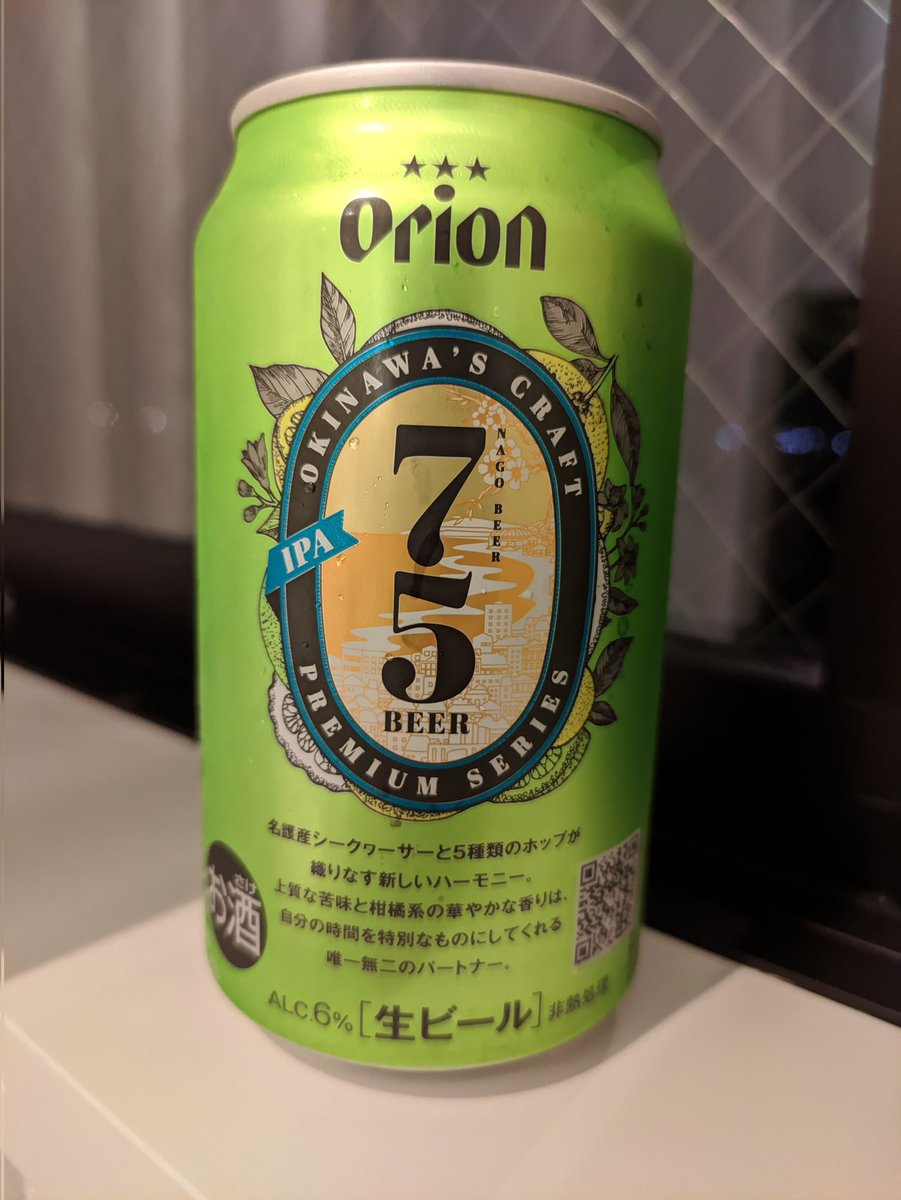 orion
OKINAWA'S CRAFT
NAGO BEER
75
IPA
BEER
PREMIUM SERIES
名護産シークヮーサーと5種類のホップが
織りなす新しいハーモニー。
上質な苦味と柑橘系の華やかな香りは、
自分の時間を特別なものにしてくれる
唯一無二のパートナー。
さけ
お酒
ALC.6% [生ビール] 非熱処理